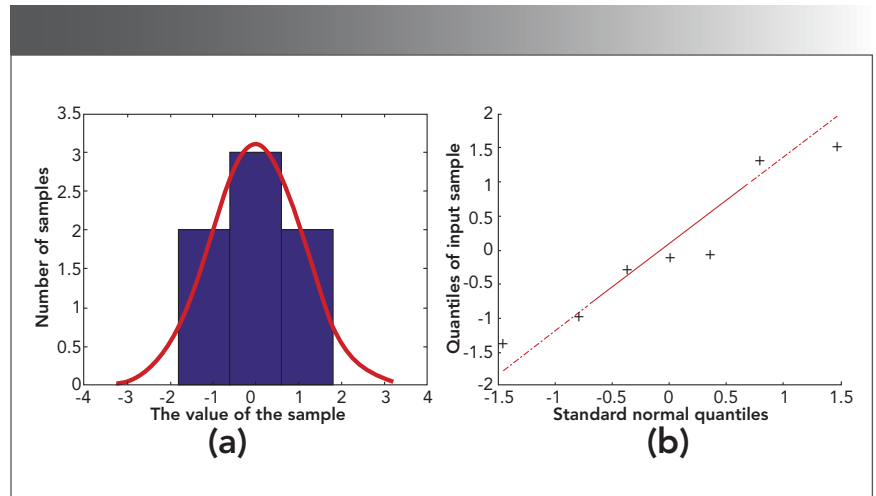 3.5
3
2.5
2
1.5
1
0.5
0
Number of samples
-4 -3 -2 -1 0 1 2 3 4
The value of the sample
(a)
2
1.5
1
0.5
0
-0.5
-1
-1.5
-2
Quantiles of input sample
-1.5 -1 -0.5 0 0.5 1 1.5
Standard normal quantiles
(b)